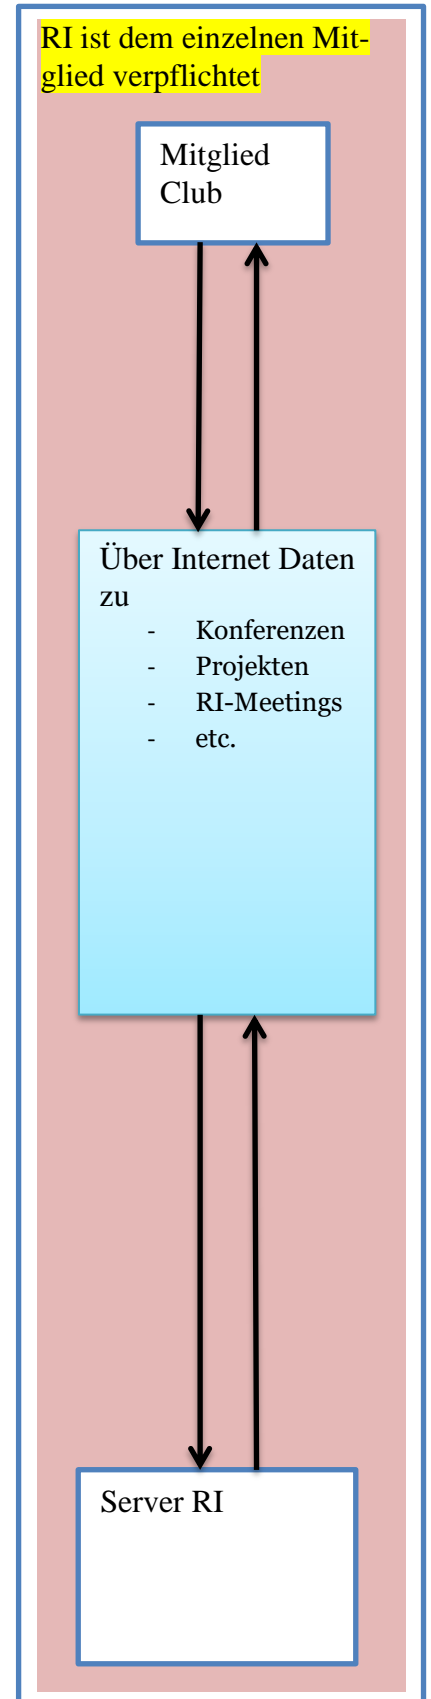 RI ist dem einzelnen Mit-
glied verpflichtet
Mitglied
Club
Über Internet Daten
zu
- Konferenzen
- Projekten
- RI-Meetings
- etc.
Server RI